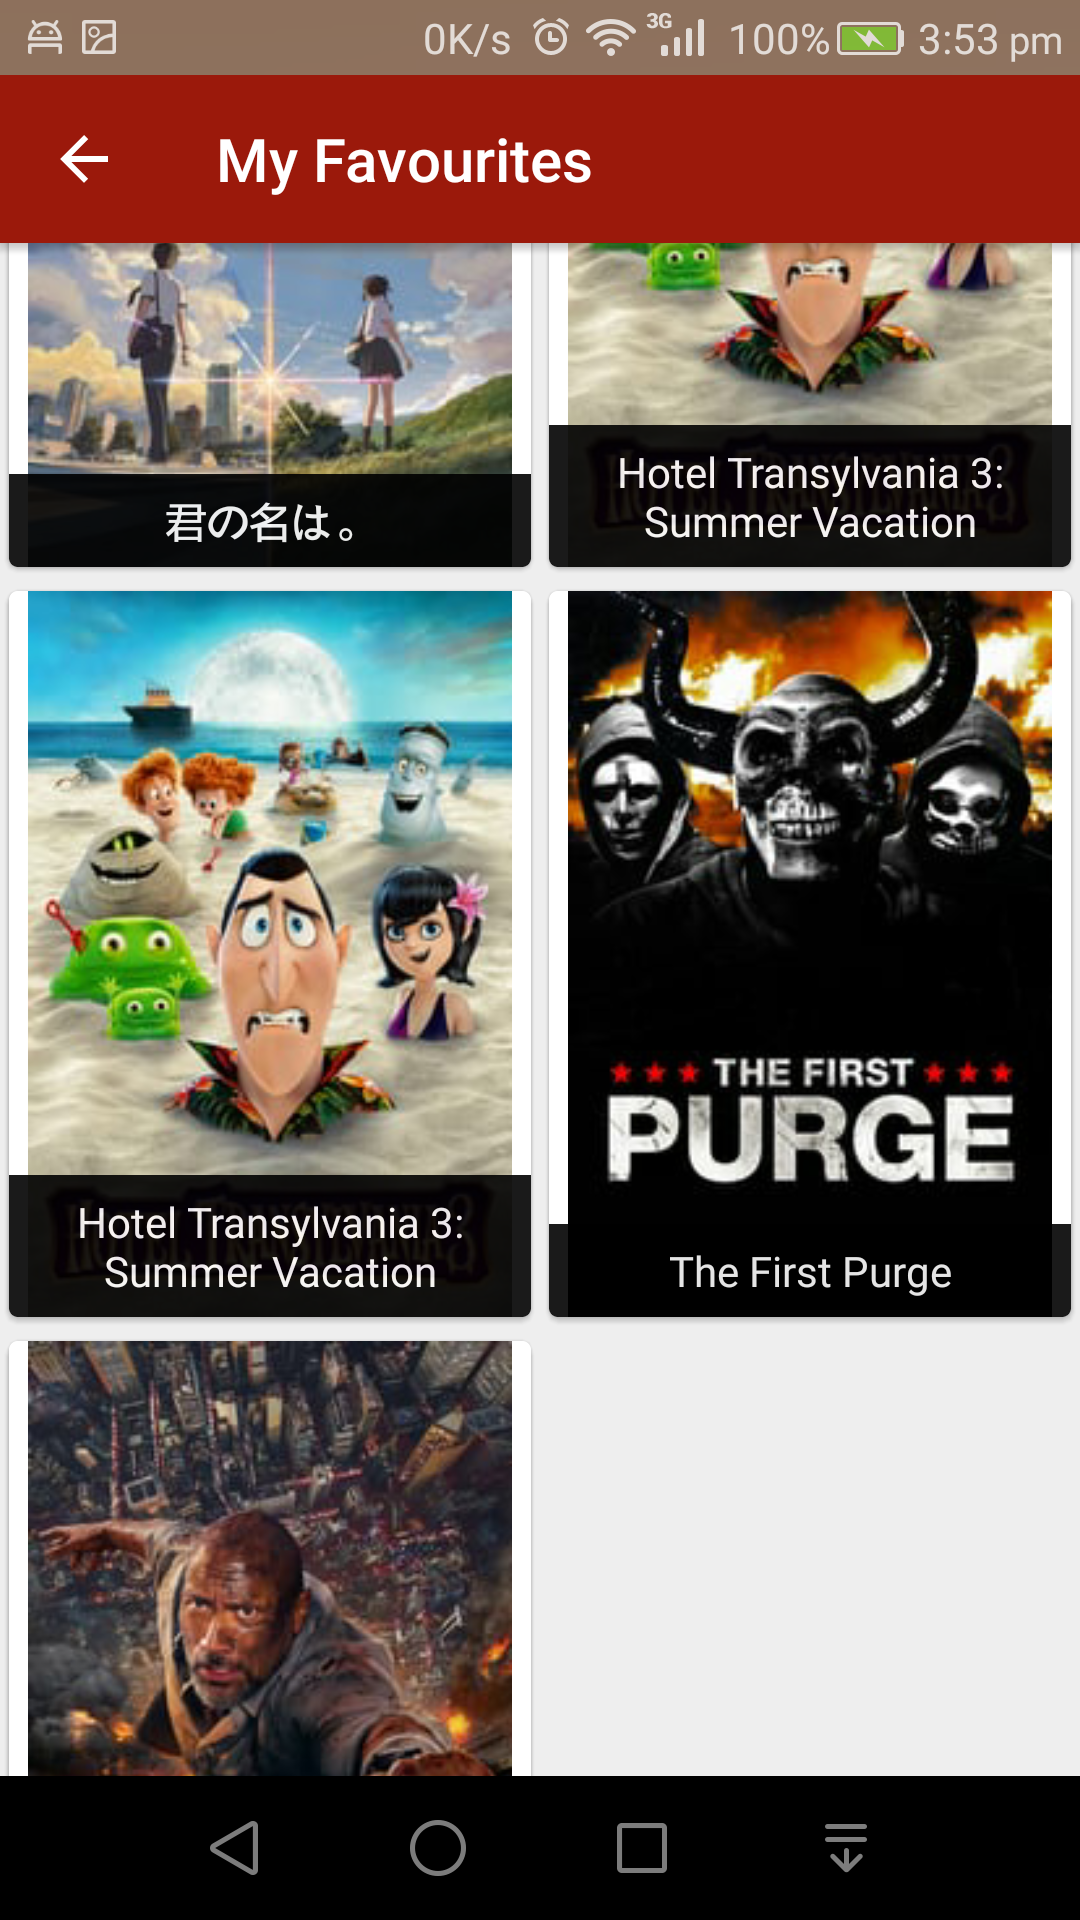 0K/s 3G 100% 3:53 pm
My Favourites
君の名は。
Hotel Transylvania 3:
Summer Vacation
Hotel Transylvania 3:
Summer Vacation
THE FIRST
PURGE
The First Purge